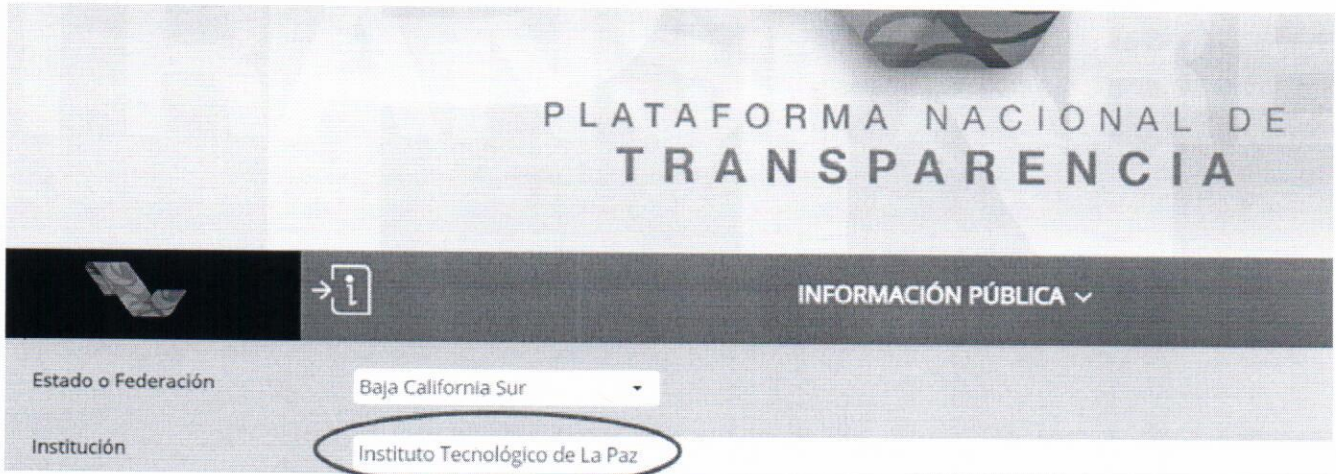 PLATAFORMA NACIONAL DE
TRANSPARENCIA
INFORMACIÓN PÚBLICA
Estado o Federación
Baja California Sur
Institución
Instituto Tecnológico de La Paz